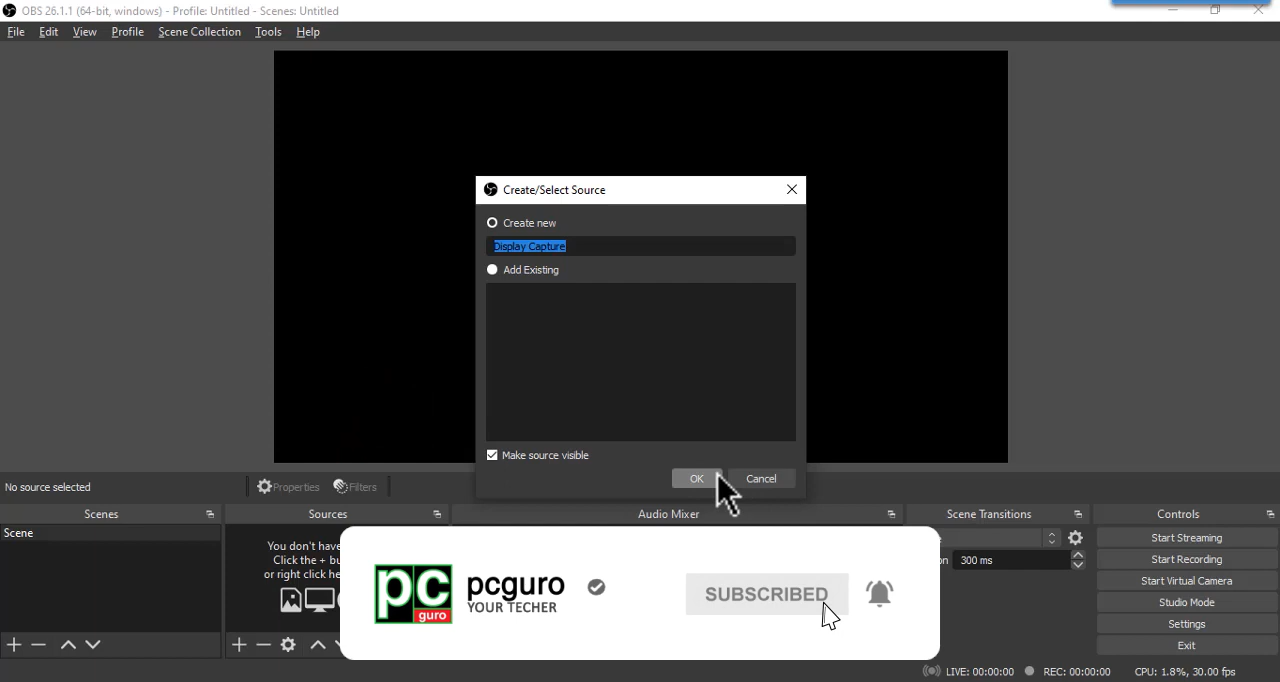 OBS 26.1.1 (64-bit, windows) - Profile: Untitled - Scenes: Untitled
File Edit View Profile Scene Collection Tools Help
Create/Select Source
Create new
Display Capture
Add Existing
Make source visible
OK Cancel
No source selected Properties Filters
Scenes Sources Audio Mixer Scene Transitions Controls
Scene
You don't have
Click the + bu
or right click he
300 ms
Start Streaming
Start Recording
Start Virtual Camera
Studio Mode
Settings
Exit
pc
guro
pcguro
YOUR TECHER
SUBSCRIBED
LIVE: 00:00:00 REC: 00:00:00 CPU: 1.8%, 30.00 fps